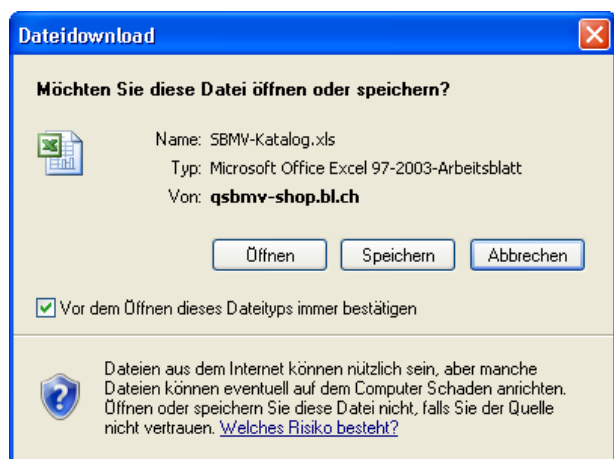 Dateidownload
Möchten Sie diese Datei öffnen oder speichern?
Name: SBMV-Katalog.xls
Typ: Microsoft Office Excel 97-2003-Arbeitsblatt
Von: qsbmv-shop.bl.ch
Öffnen Speichern Abbrechen
Vor dem Öffnen dieses Dateityps immer bestätigen
Dateien aus dem Internet können nützlich sein, aber manche
Dateien können eventuell auf dem Computer Schaden anrichten.
Öffnen oder speichern Sie diese Datei nicht, falls Sie der Quelle
nicht vertrauen. Welches Risiko besteht?